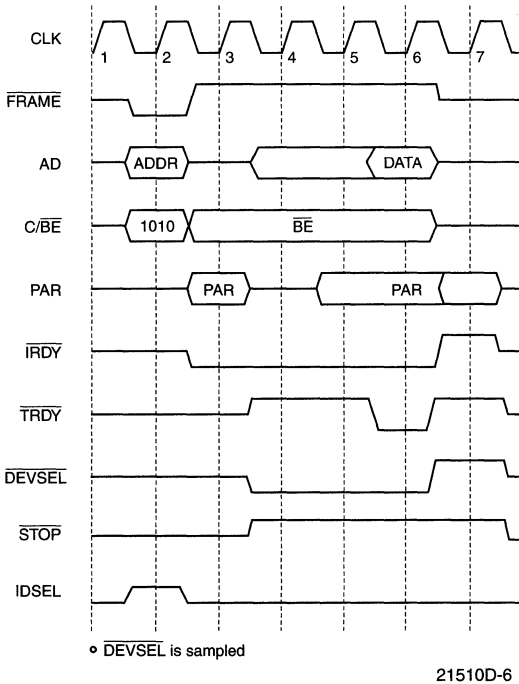 CLK
1 2 3 4 5 6 7
FRAME
AD ADDR DATA
C/BE 1010 BE
PAR PAR PAR
IRDY
TRDY
DEVSEL
STOP
IDSEL
DEVSEL is sampled
21510D-6